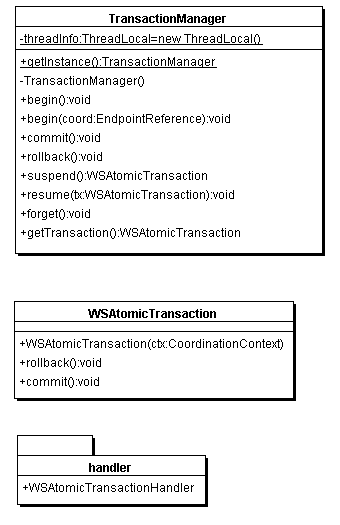 TransactionManager
-threadInfo:ThreadLocal=new ThreadLocal()
+getInstance():TransactionManager
-TransactionManager()
+begin():void
+begin(coord:EndpointReference):void
+commit():void
+rollback():void
+suspend():WSAtomicTransaction
+resume(tx:WSAtomicTransaction):void
+forget():void
+getTransaction():WSAtomicTransaction
WSAtomicTransaction
+WSAtomicTransaction(ctx:CoordinationContext)
+rollback():void
+commit():void
handler
+WSAtomicTransactionHandler